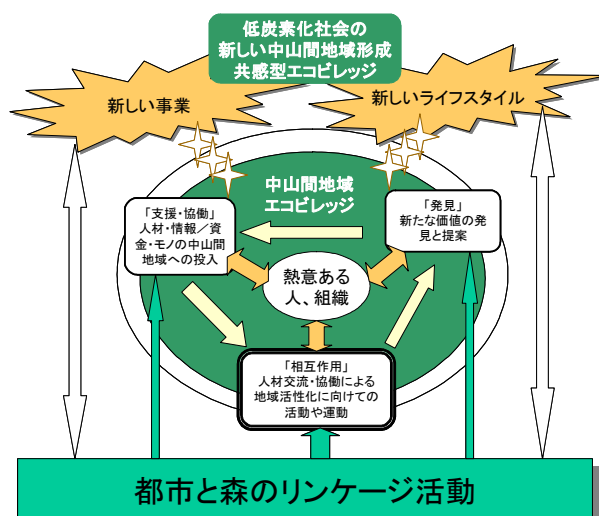 低炭素化社会の
新しい中山間地域形成
共感型エコビレッジ
新しい事業
新しいライフスタイル
中山間地域
エコビレッジ
「支援・協働」
人材・情報／資
金・モノの中山間
地域への投入
「発見」
新たな価値の発
見と提案
熱意ある
人、組織
「相互作用」
人材交流・協働による
地域活性化に向けての
活動や運動
都市と森のリンケージ活動